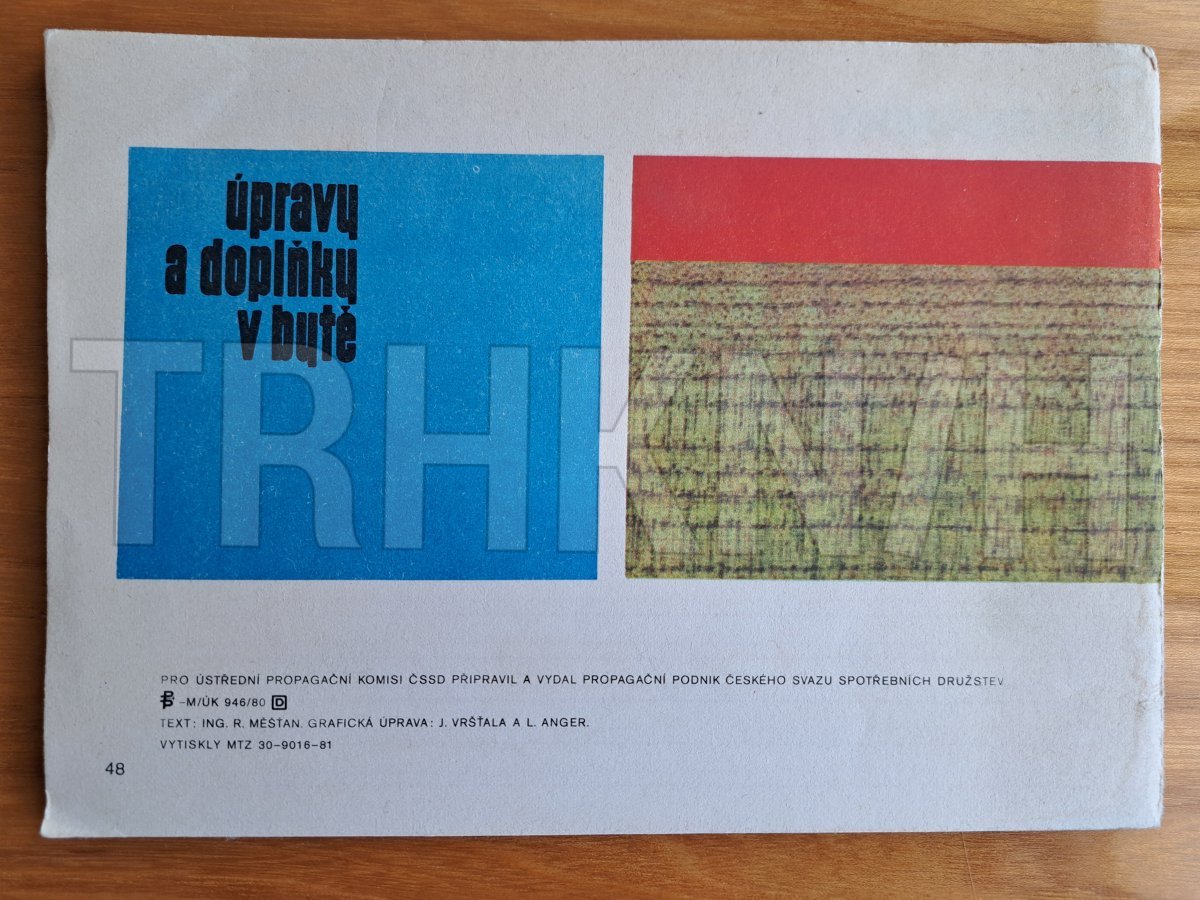 úpravy
a doplňky
v bytě
TRHKNIH
PRO ÚSTŘEDNÍ PROPAGAČNÍ KOMISI ČSSD PŘIPRAVIL A VYDAL PROPAGAČNÍ PODNIK ČESKÉHO SVAZU SPOTŘEBNÍCH DRUŽSTEV
–M/ÚK 946/80 D
TEXT: ING. R. MĚŠŤAN. GRAFICKÁ ÚPRAVA: J. VRŠŤALA A L. ANGER.
VYTISKLY MTZ 30–9016–81
48